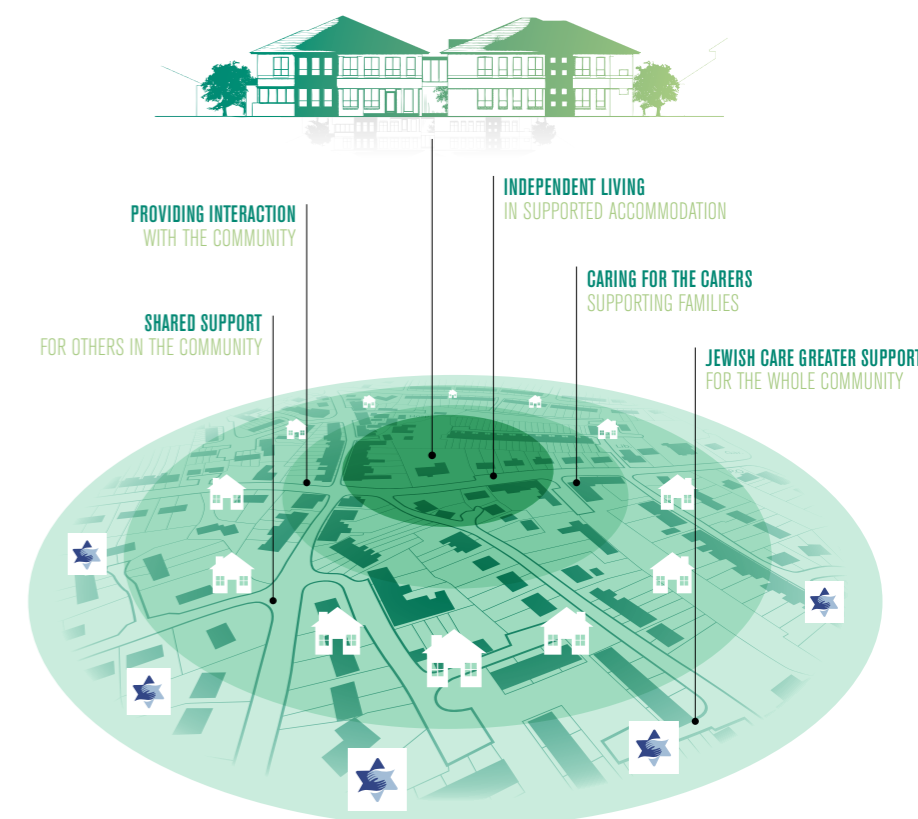 INDEPENDENT LIVING
IN SUPPORTED ACCOMMODATION
PROVIDING INTERACTION
WITH THE COMMUNITY
CARING FOR THE CARERS
SUPPORTING FAMILIES
SHARED SUPPORT
FOR OTHERS IN THE COMMUNITY
JEWISH CARE GREATER SUPPORT
FOR THE WHOLE COMMUNITY